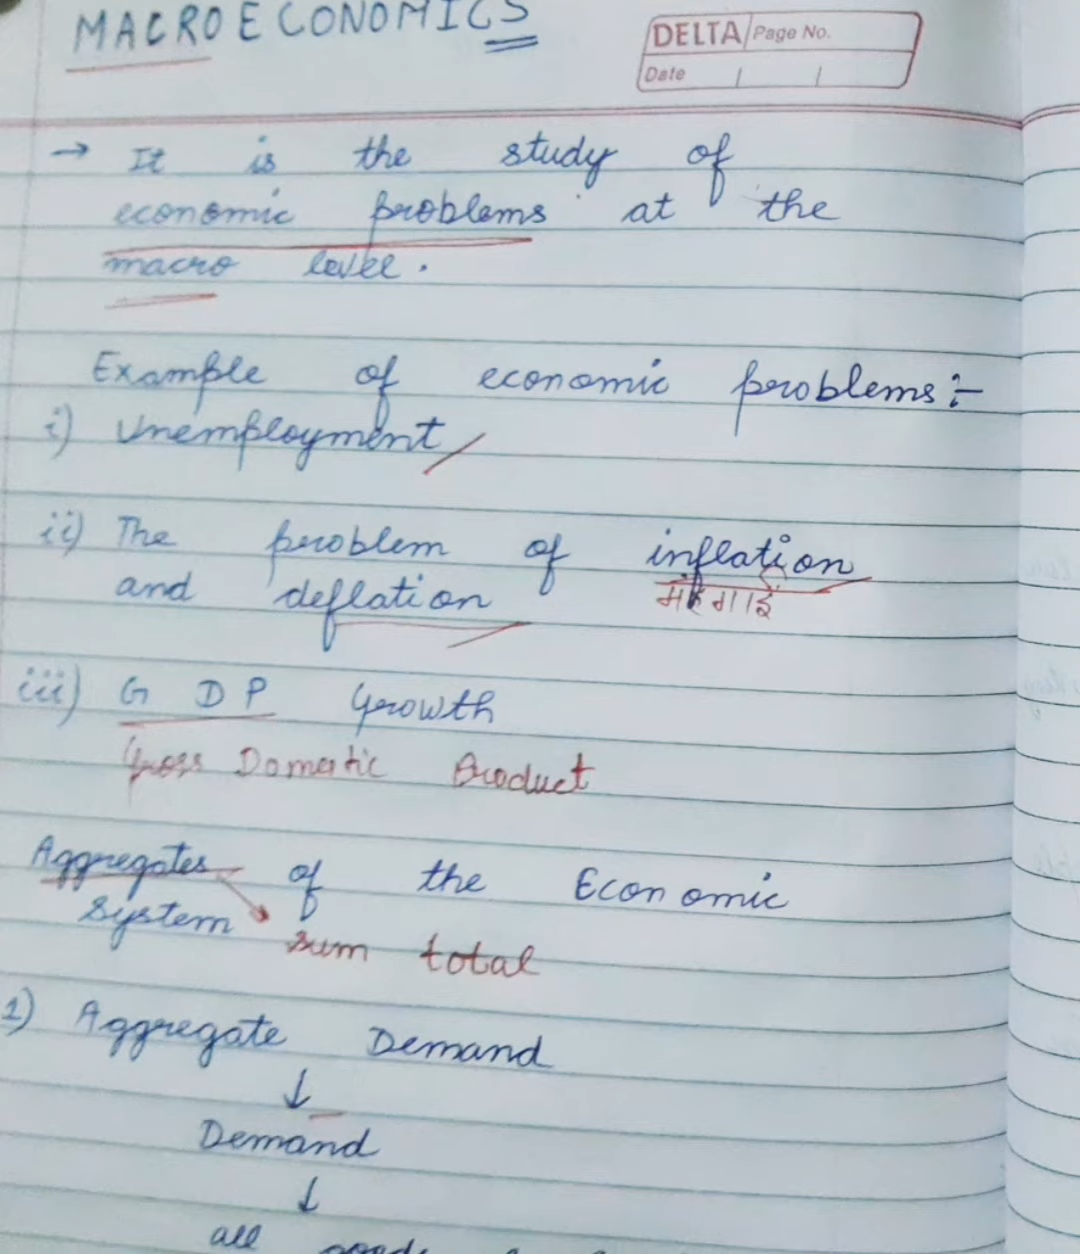 MACROECONOMICS
DELTA Page No.
Date
→ It is the study of
economic problems at the
macro level.
Example of economic problems:-
i) Unemployment
ii) The problem of inflation
and deflation
महंगाई
iii) G D P Growth
Gross Domestic Product
Aggregates of the Economic
System
sum total
1) Aggregate Demand
↓
Demand
↓
all goods